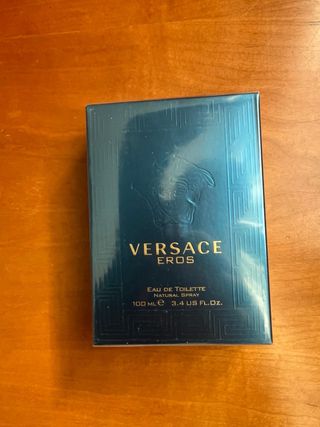 VERSACE
EROS
EAU DE TOILETTE
NATURAL SPRAY
100 ML ℮ 3.4 US FL.OZ.